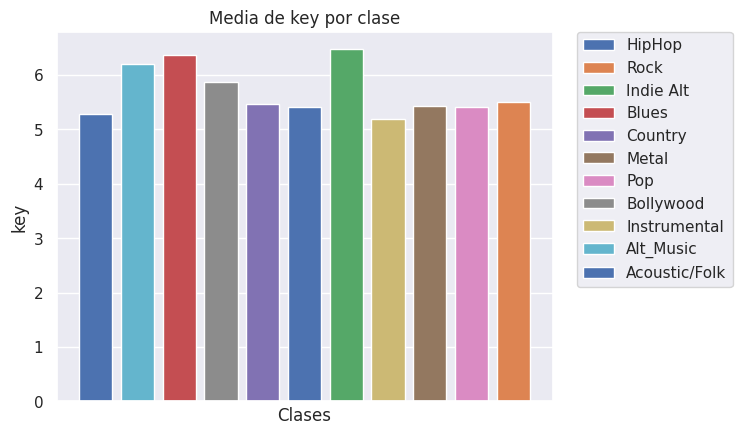 Media de key por clase
key
6
5
4
3
2
1
0
Clases
HipHop
Rock
Indie Alt
Blues
Country
Metal
Pop
Bollywood
Instrumental
Alt_Music
Acoustic/Folk